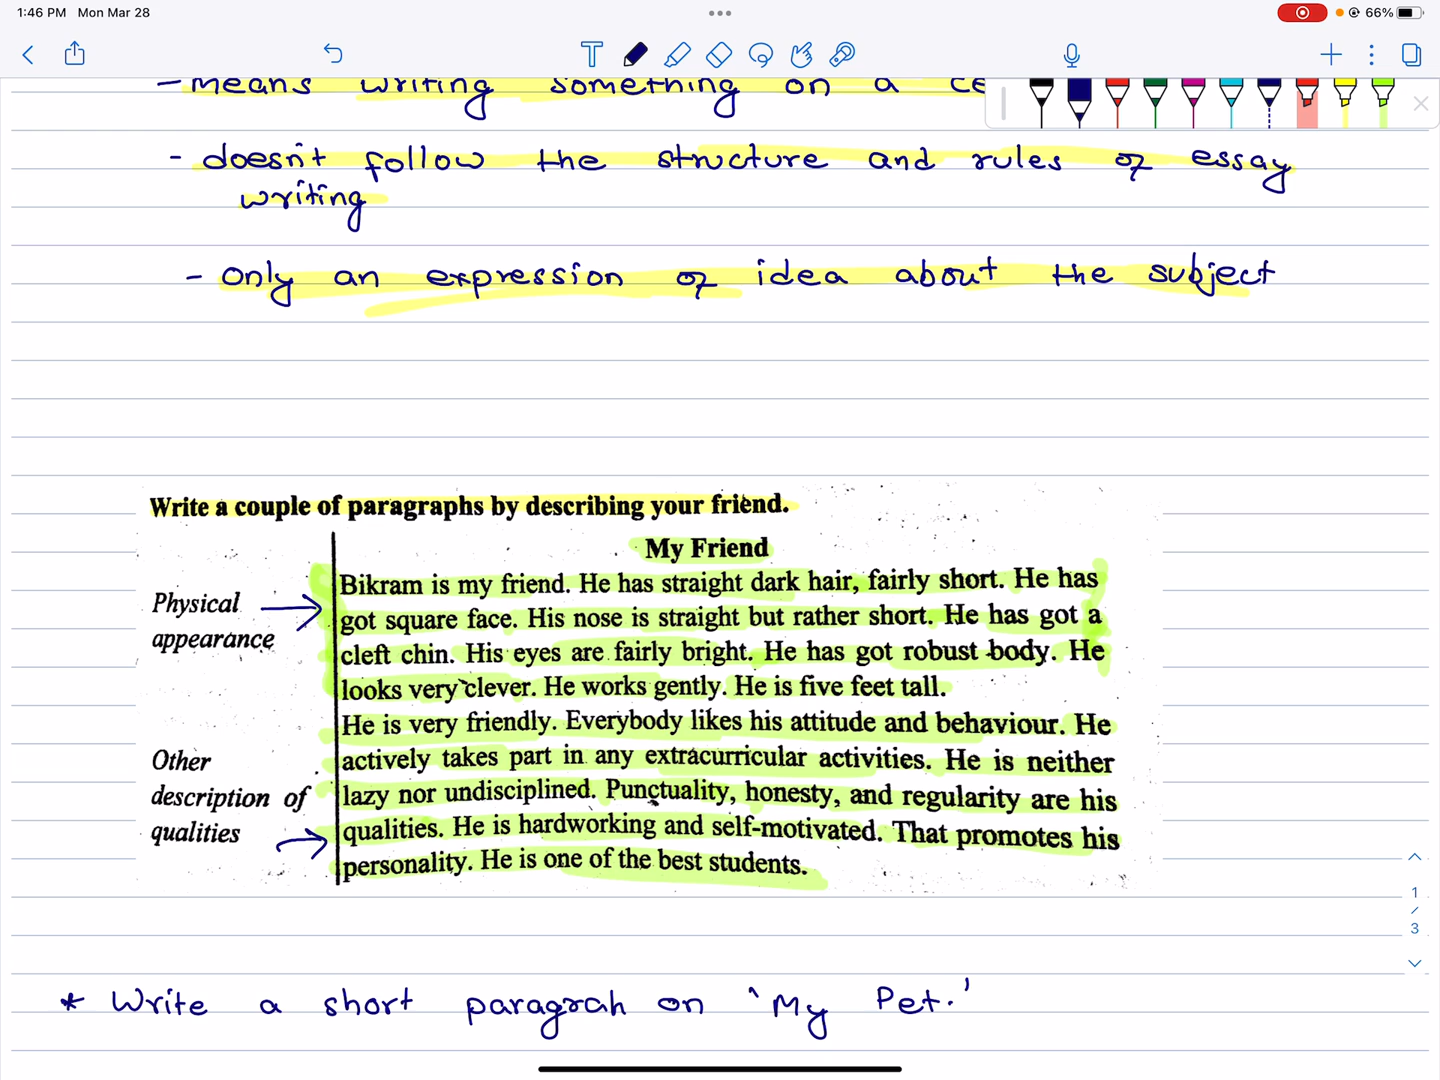 1:46 PM Mon Mar 28
66%
- means writing something on a ce
- doesn't follow the structure and rules of essay
writing
- only an expression of idea about the subject
Write a couple of paragraphs by describing your friend.
My Friend
Physical
appearance
Bikram is my friend. He has straight dark hair, fairly short. He has
got square face. His nose is straight but rather short. He has got a
cleft chin. His eyes are fairly bright. He has got robust body. He
looks very clever. He works gently. He is five feet tall.
Other
description of
qualities
He is very friendly. Everybody likes his attitude and behaviour. He
actively takes part in any extracurricular activities. He is neither
lazy nor undisciplined. Punctuality, honesty, and regularity are his
qualities. He is hardworking and self-motivated. That promotes his
personality. He is one of the best students.
1
/
3
* Write a short paragrah on 'My Pet.'